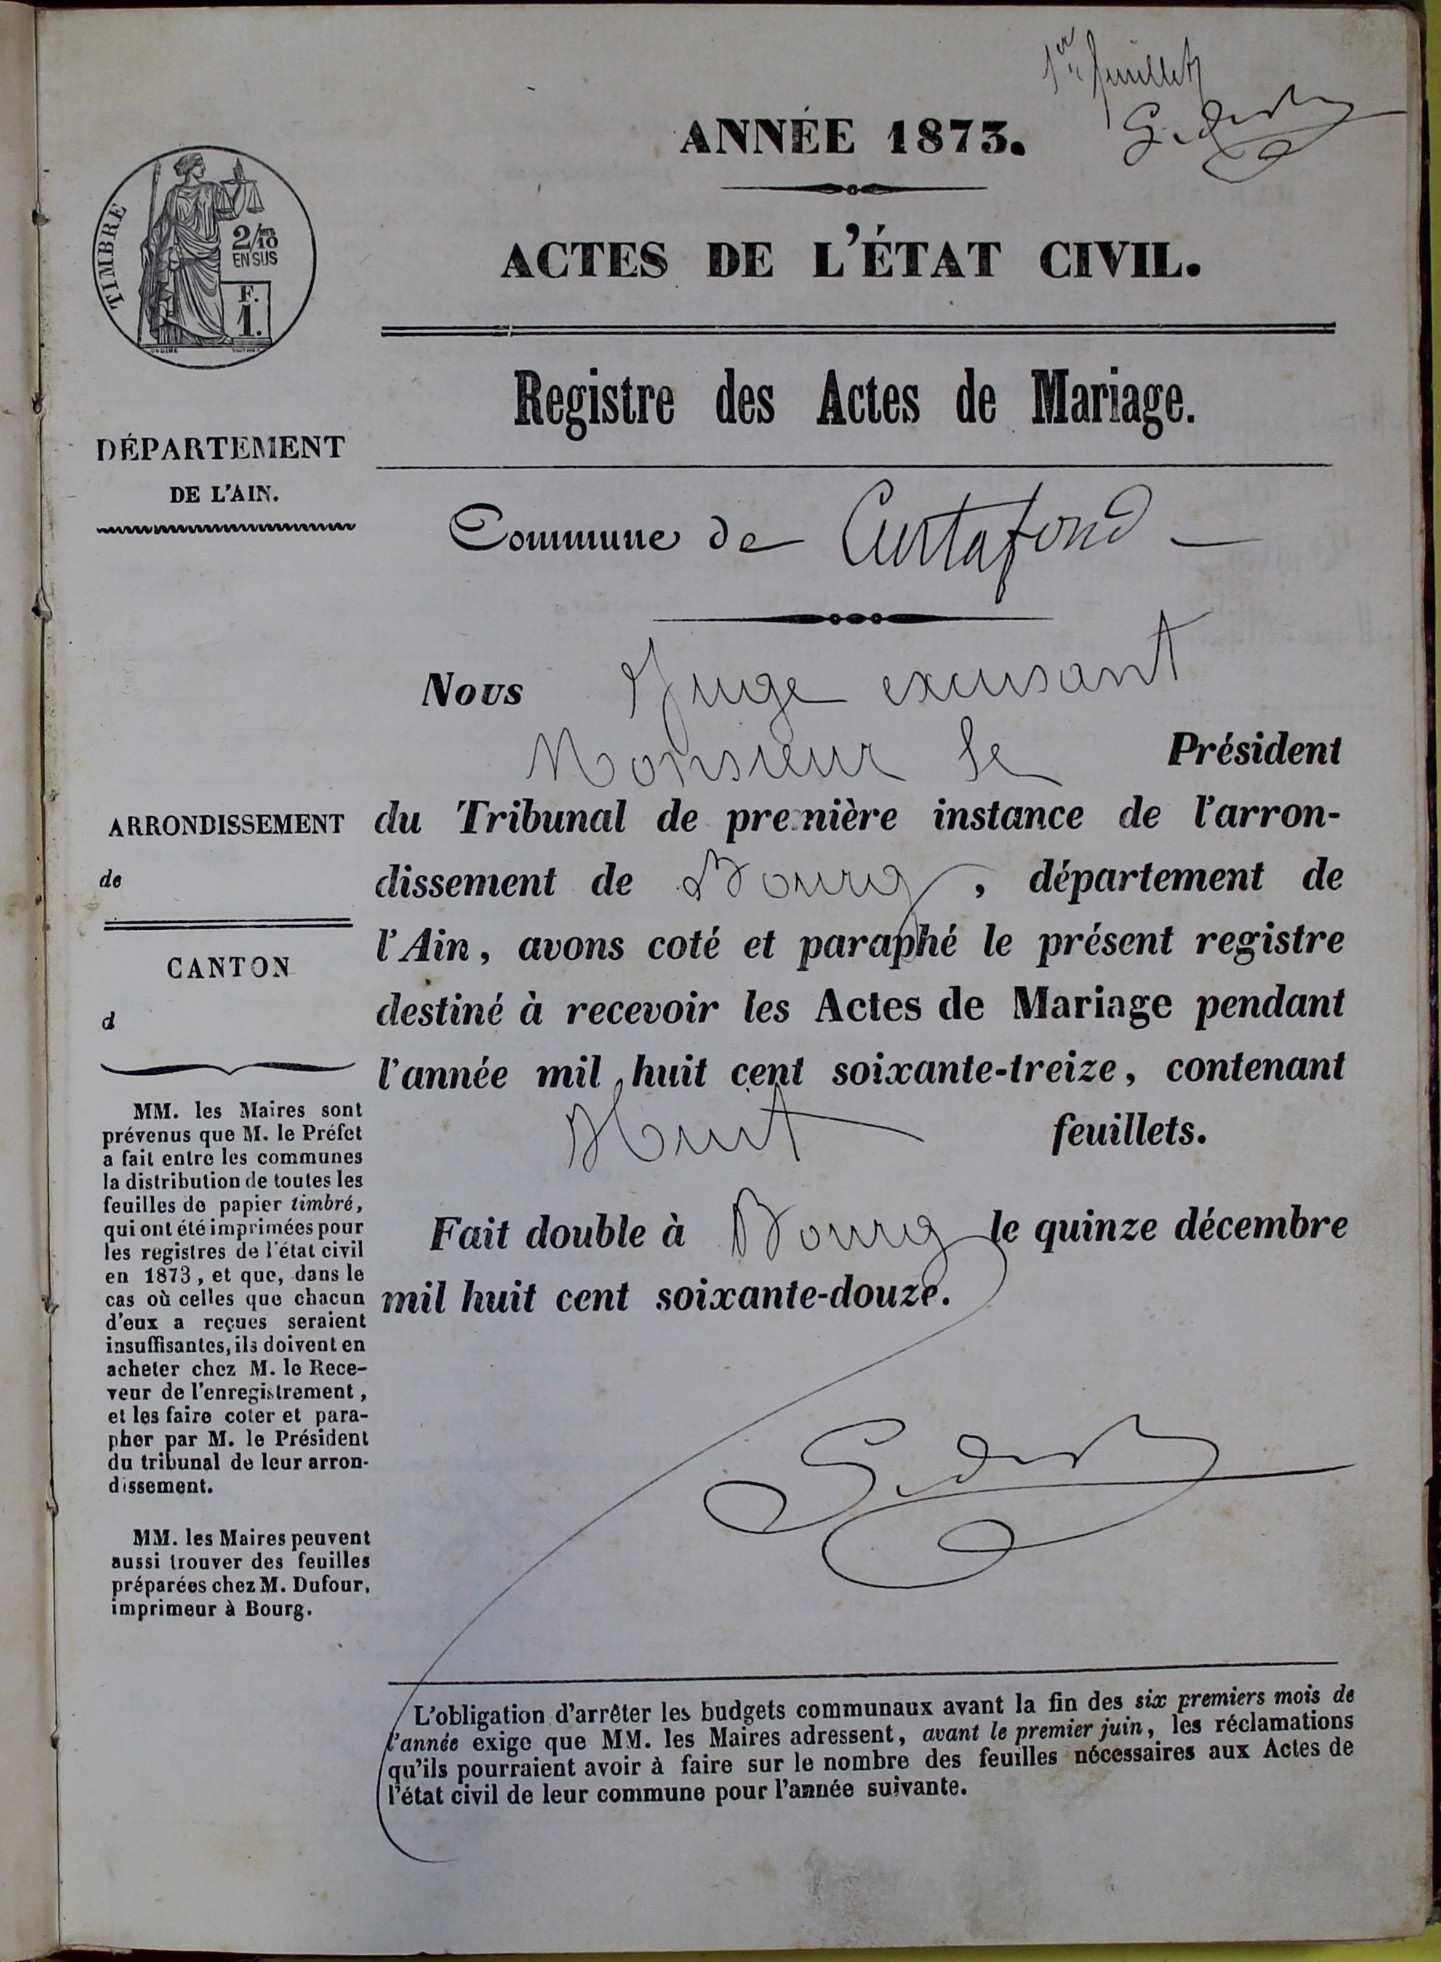 1er feuillet
ANNÉE 1873.
ACTES DE L'ÉTAT CIVIL.
TIMBRE
2/10es
EN SUS
F.
1.
Registre des Actes de Mariage.
DÉPARTEMENT
DE L'AIN.
Commune de Curtafond
Nous Juge excusant
Monsieur le Président
du Tribunal de première instance de l'arron-
dissement de Bourg, département de
l'Ain, avons coté et paraphé le présent registre
destiné à recevoir les Actes de Mariage pendant
l'année mil huit cent soixante-treize, contenant
Huit feuillets.
Fait double à Bourg le quinze décembre
mil huit cent soixante-douze.
ARRONDISSEMENT
de
CANTON
d
MM. les Maires sont
prévenus que M. le Préfet
a fait entre les communes
la distribution de toutes les
feuilles de papier timbré,
qui ont été imprimées pour
les registres de l'état civil
en 1873, et que, dans le
cas où celles que chacun
d'eux a reçues seraient
insuffisantes, ils doivent en
acheter chez M. le Rece-
veur de l'enregistrement,
et les faire coter et para-
pher par M. le Président
du tribunal de leur arron-
dissement.
MM. les Maires peuvent
aussi trouver des feuilles
préparées chez M. Dufour,
imprimeur à Bourg.
L'obligation d'arrêter les budgets communaux avant la fin des six premiers mois de
l'année exige que MM. les Maires adressent, avant le premier juin, les réclamations
qu'ils pourraient avoir à faire sur le nombre des feuilles nécessaires aux Actes de
l'état civil de leur commune pour l'année suivante.